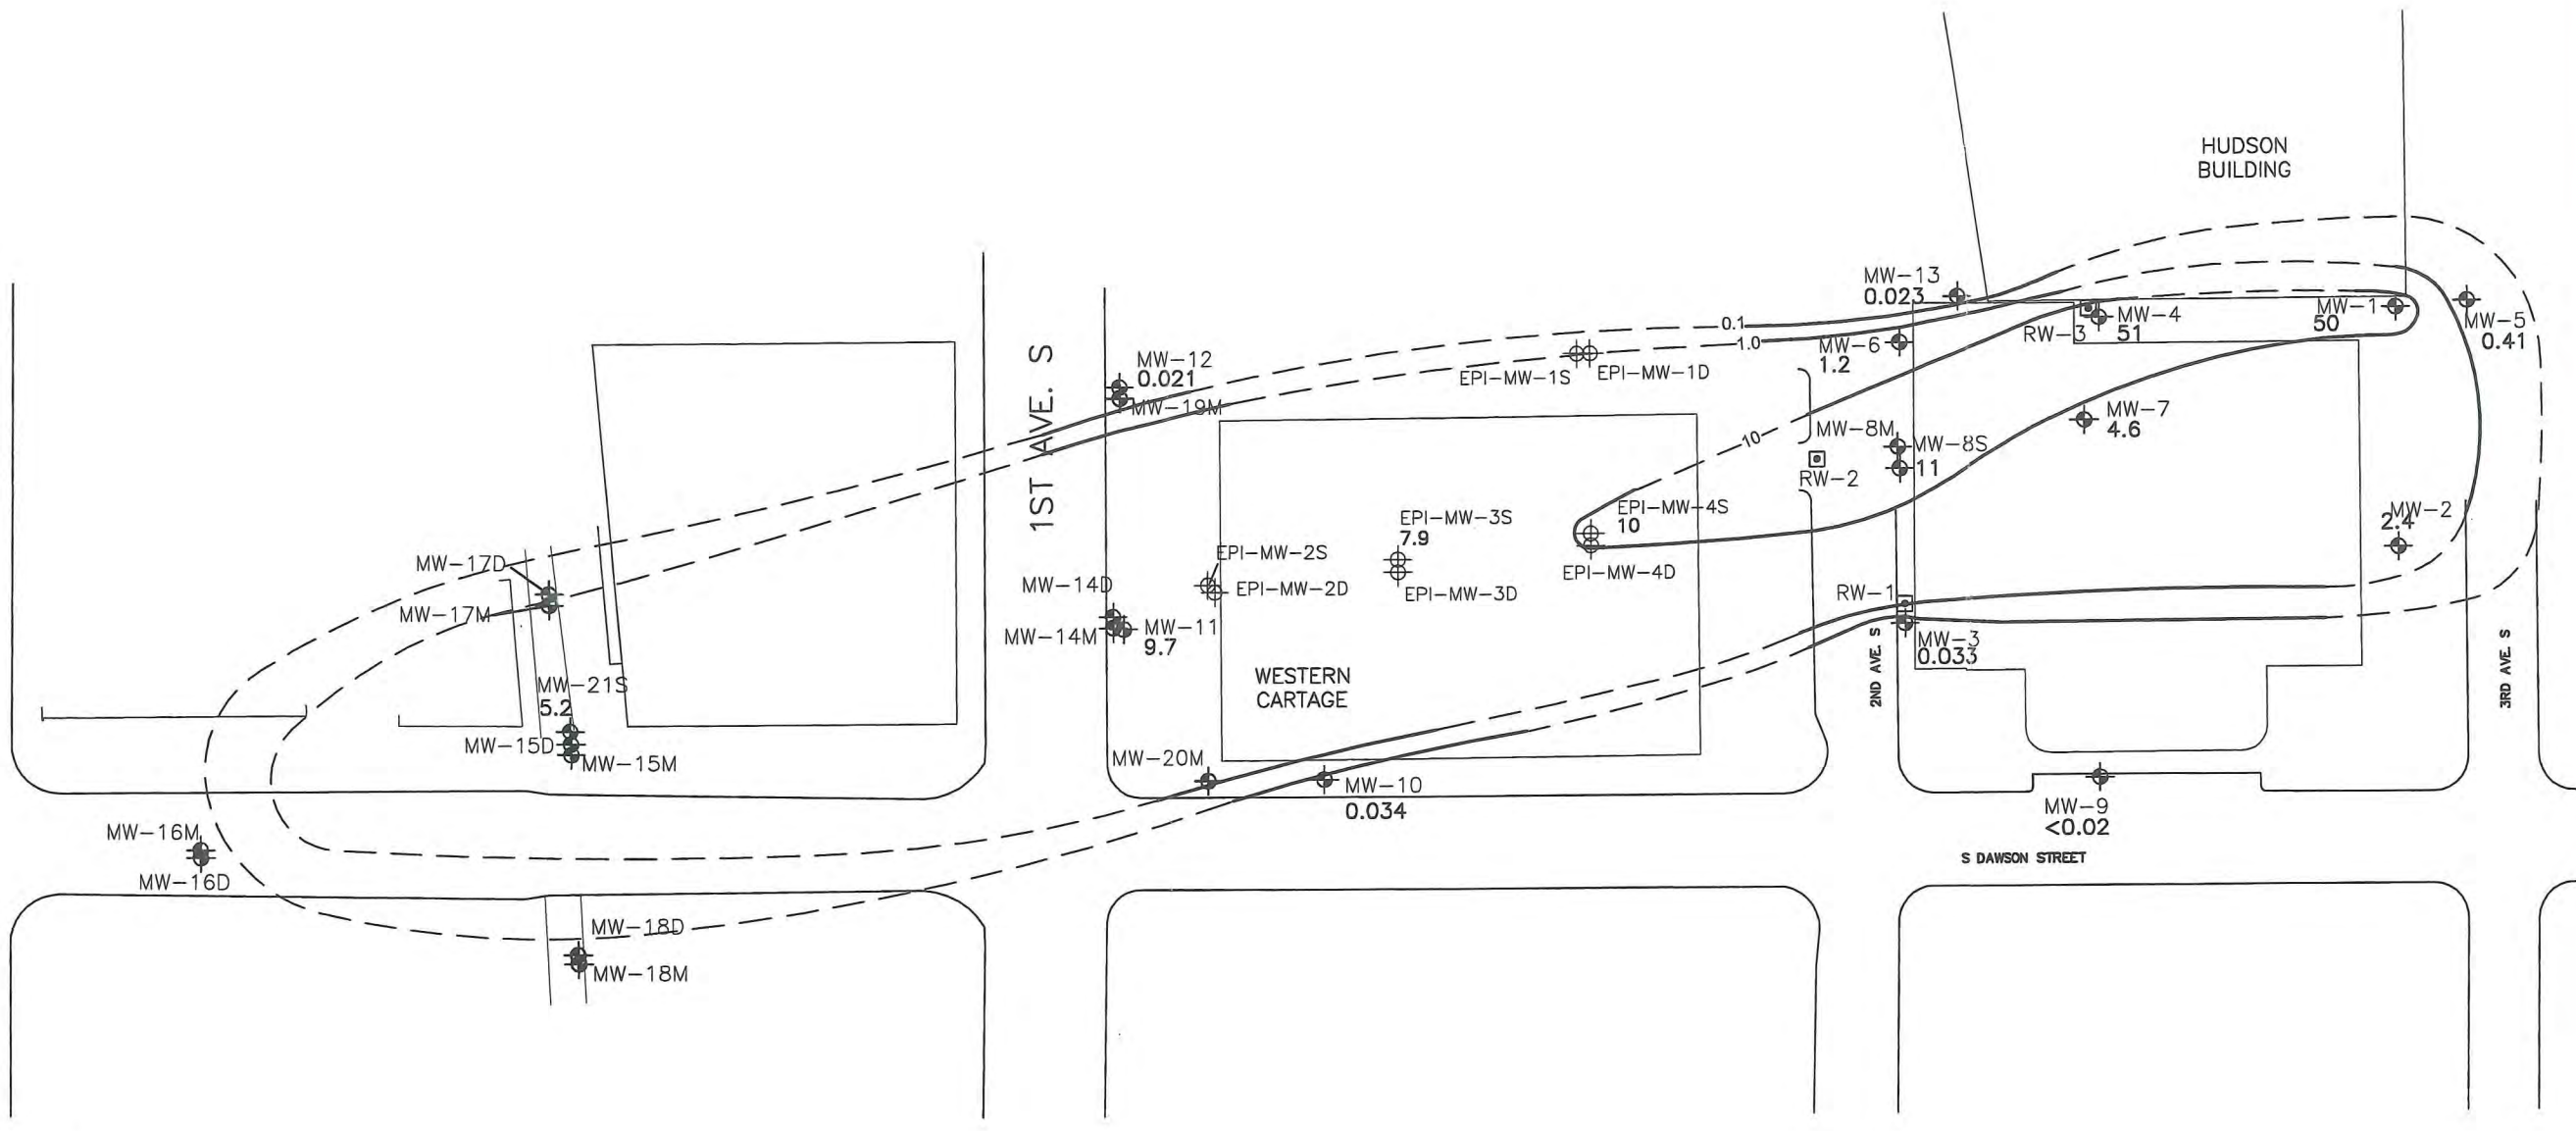 HUDSON
BUILDING
MW-13
0.023
MW-1
50
MW-5
0.41
RW-3
MW-4
51
0.1
1.0
MW-6
1.2
EPI-MW-1S
EPI-MW-1D
MW-12
0.021
MW-19M
1ST AVE. S
10
MW-7
4.6
MW-8M
MW-8S
11
RW-2
EPI-MW-4S
10
EPI-MW-4D
EPI-MW-3S
7.9
EPI-MW-3D
MW-2
2.4
EPI-MW-2S
EPI-MW-2D
MW-17D
MW-17M
MW-14D
MW-14M
MW-11
9.7
RW-1
MW-3
0.033
2ND AVE. S
3RD AVE. S
WESTERN
CARTAGE
MW-21S
5.2
MW-15D
MW-15M
MW-20M
MW-10
0.034
MW-9
<0.02
S DAWSON STREET
MW-16M
MW-16D
MW-18D
MW-18M